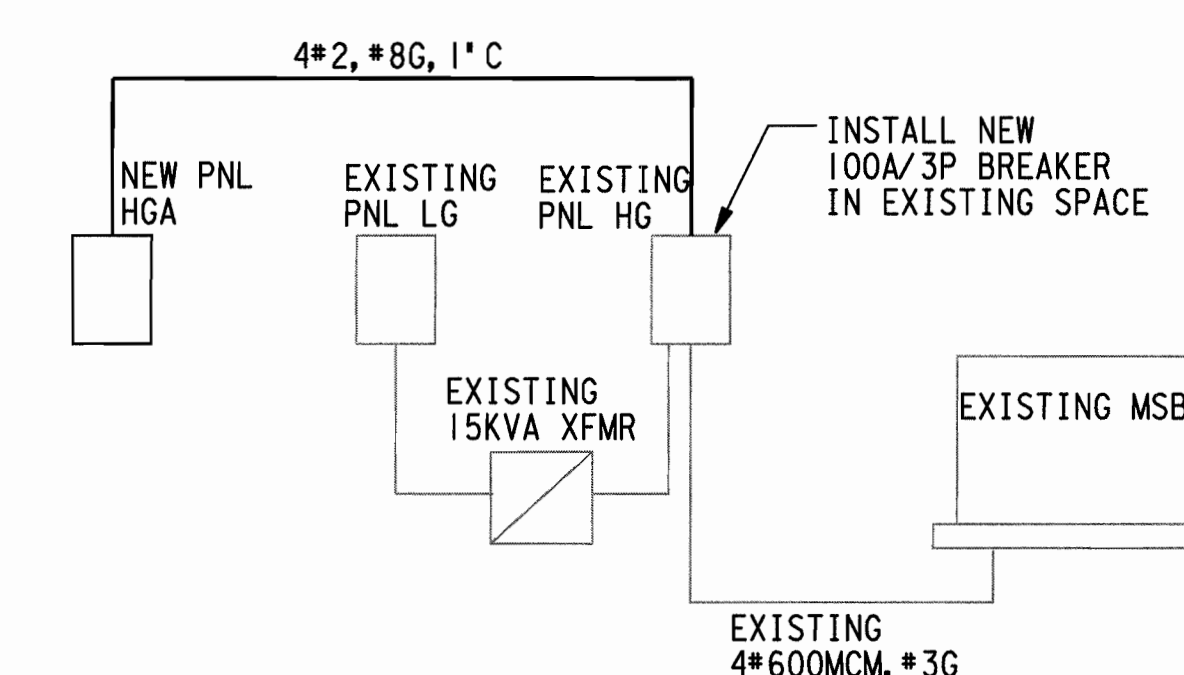 4#2, #8G, 1" C
NEW PNL
HGA
EXISTING
PNL LG
EXISTING
PNL HG
INSTALL NEW
100A/3P BREAKER
IN EXISTING SPACE
EXISTING
15KVA XFMR
EXISTING MSB
EXISTING
4#600MCM, #3G